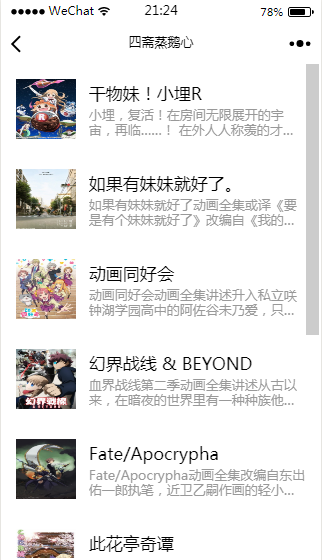 WeChat 21:24 78%
四斋蒸鹅心
干物妹！小埋R
小埋，复活！在房间无限展开的宇
宙，再临……！ 在外人人称羡的才...
如果有妹妹就好了。
如果有妹妹就好了动画全集或译《要
是有个妹妹就好了》改编自《我的...
动画同好会
动画同好会动画全集讲述升入私立咲
钟湖学园高中的阿佐谷未乃爱，只...
幻界战线 & BEYOND
血界战线第二季动画全集讲述从古以
来，在暗夜的世界里有一种种族他...
幻界戦線
Fate/Apocrypha
Fate/Apocrypha动画全集改编自东出
佑一郎执笔，近卫乙嗣作画的轻小...
此花亭奇谭